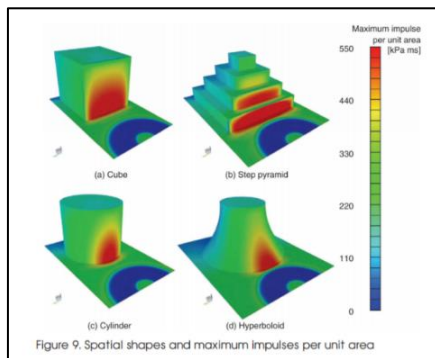 Maximum impulse
per unit area
[kPa ms]
550
440
330
220
110
0
(a) Cube
(b) Step pyramid
(c) Cylinder
(d) Hyperboloid
Figure 9. Spatial shapes and maximum impulses per unit area